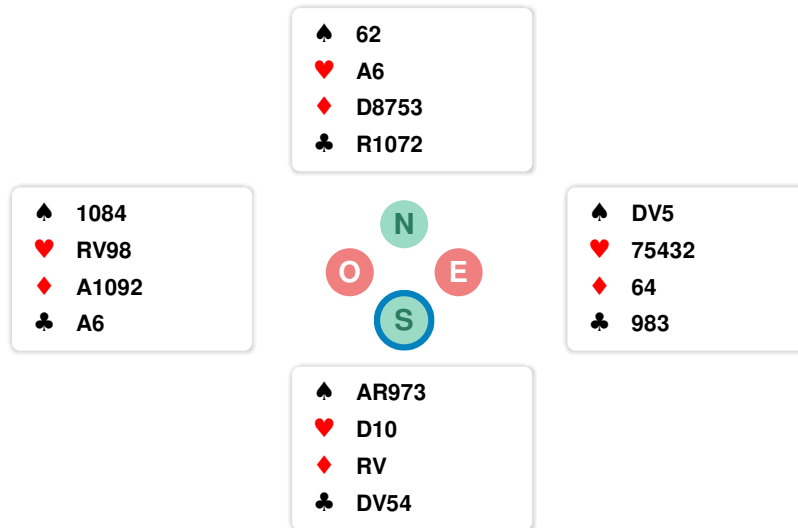 ♠ 62
♥ A6
♦ D8753
♣ R1072
♠ 1084
♥ RV98
♦ A1092
♣ A6
N
O E
S
♠ DV5
♥ 75432
♦ 64
♣ 983
♠ AR973
♥ D10
♦ RV
♣ DV54